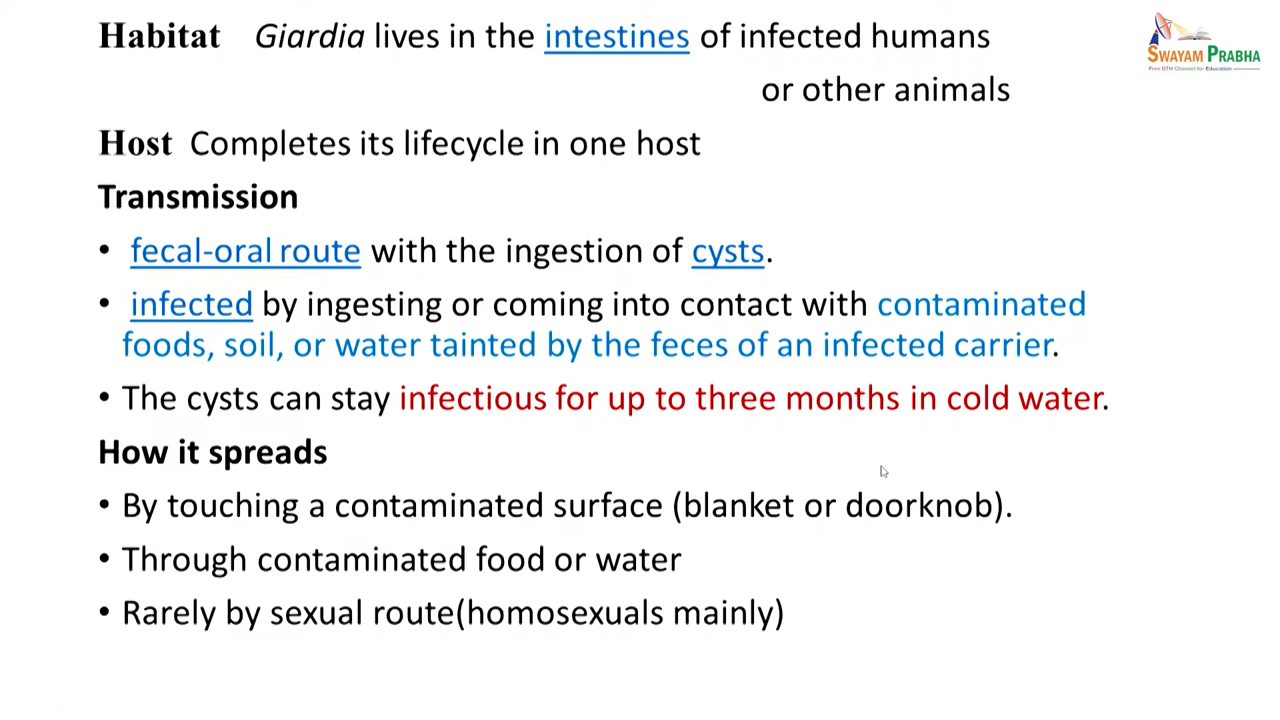 Habitat Giardia lives in the intestines of infected humans
or other animals
Host Completes its lifecycle in one host
Transmission
• fecal-oral route with the ingestion of cysts.
• infected by ingesting or coming into contact with contaminated
foods, soil, or water tainted by the feces of an infected carrier.
• The cysts can stay infectious for up to three months in cold water.
How it spreads
• By touching a contaminated surface (blanket or doorknob).
• Through contaminated food or water
• Rarely by sexual route(homosexuals mainly)
SWAYAM PRABHA
Free DTH Channel for Education